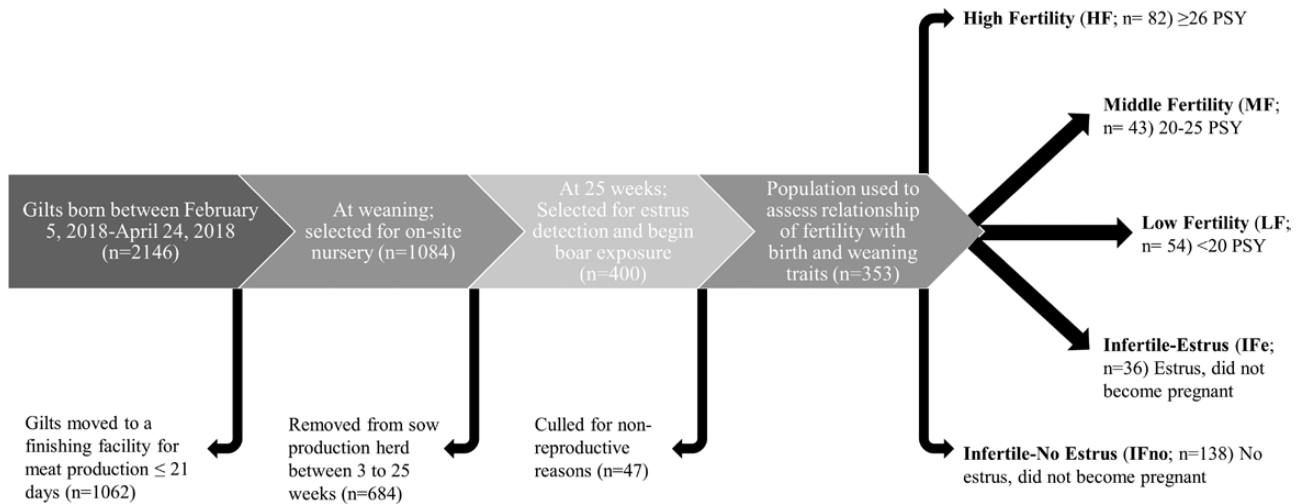 Gilts born between February
5, 2018-April 24, 2018
(n=2146)
At weaning;
selected for on-site
nursery (n=1084)
At 25 weeks;
Selected for estrus
detection and begin
boar exposure
(n=400)
Population used to
assess relationship
of fertility with
birth and weaning
traits (n=353)
High Fertility (HF; n= 82) ≥26 PSY
Middle Fertility (MF;
n= 43) 20-25 PSY
Low Fertility (LF;
n= 54) <20 PSY
Infertile-Estrus (IFe;
n=36) Estrus, did not
become pregnant
Infertile-No Estrus (IFno; n=138) No
estrus, did not become pregnant
Gilts moved to a
finishing facility for
meat production ≤ 21
days (n=1062)
Removed from sow
production herd
between 3 to 25
weeks (n=684)
Culled for non-
reproductive
reasons (n=47)